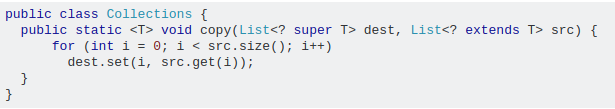 public class Collections {
  public static <T> void copy(List<? super T> dest, List<? extends T> src) {
      for (int i = 0; i < src.size(); i++)
        dest.set(i, src.get(i));
  }
}